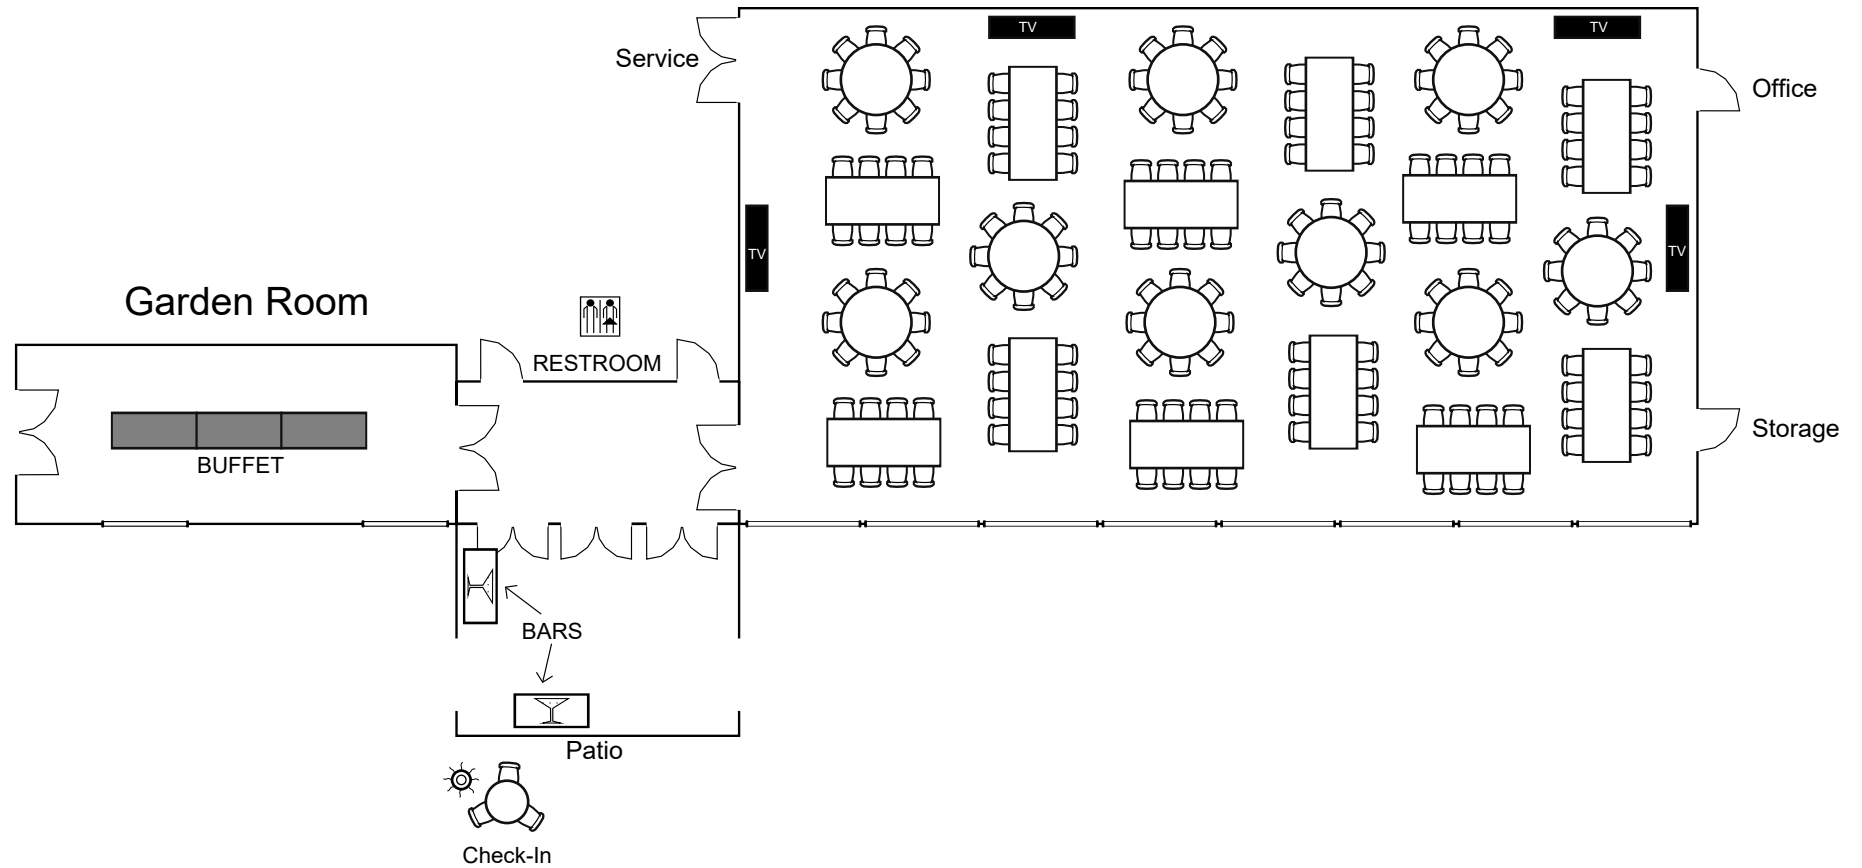 TV
TV
Service
Office
TV
TV
Garden Room
RESTROOM
Storage
BUFFET
BARS
Patio
Check-In